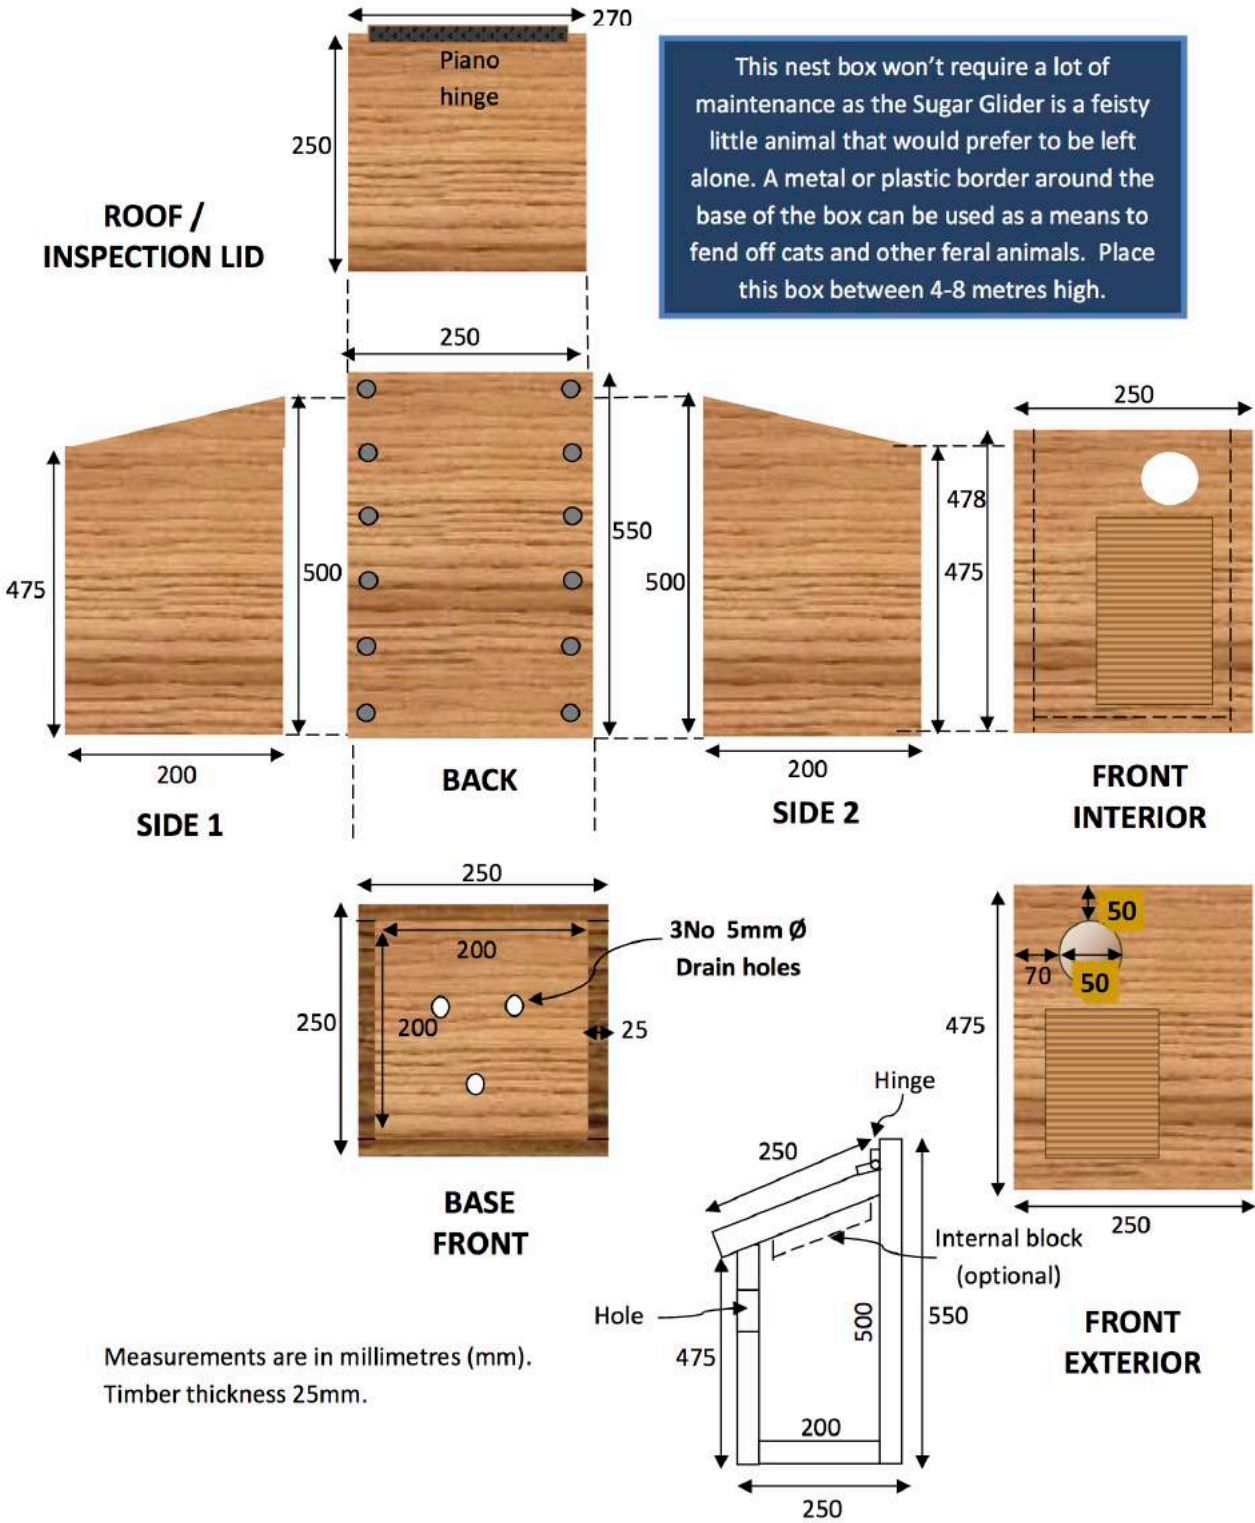 270
Piano
hinge
250
ROOF /
INSPECTION LID
This nest box won't require a lot of
maintenance as the Sugar Glider is a feisty
little animal that would prefer to be left
alone. A metal or plastic border around the
base of the box can be used as a means to
fend off cats and other feral animals.  Place
this box between 4-8 metres high.
475
200
SIDE 1
500
250
550
BACK
500
200
SIDE 2
478
475
250
FRONT
INTERIOR
250
250
200
200
25
3No 5mm Ø
Drain holes
BASE
FRONT
50
70
50
475
250
FRONT
EXTERIOR
Hinge
250
Internal block
(optional)
Hole
475
500
550
200
250
Measurements are in millimetres (mm).
Timber thickness 25mm.